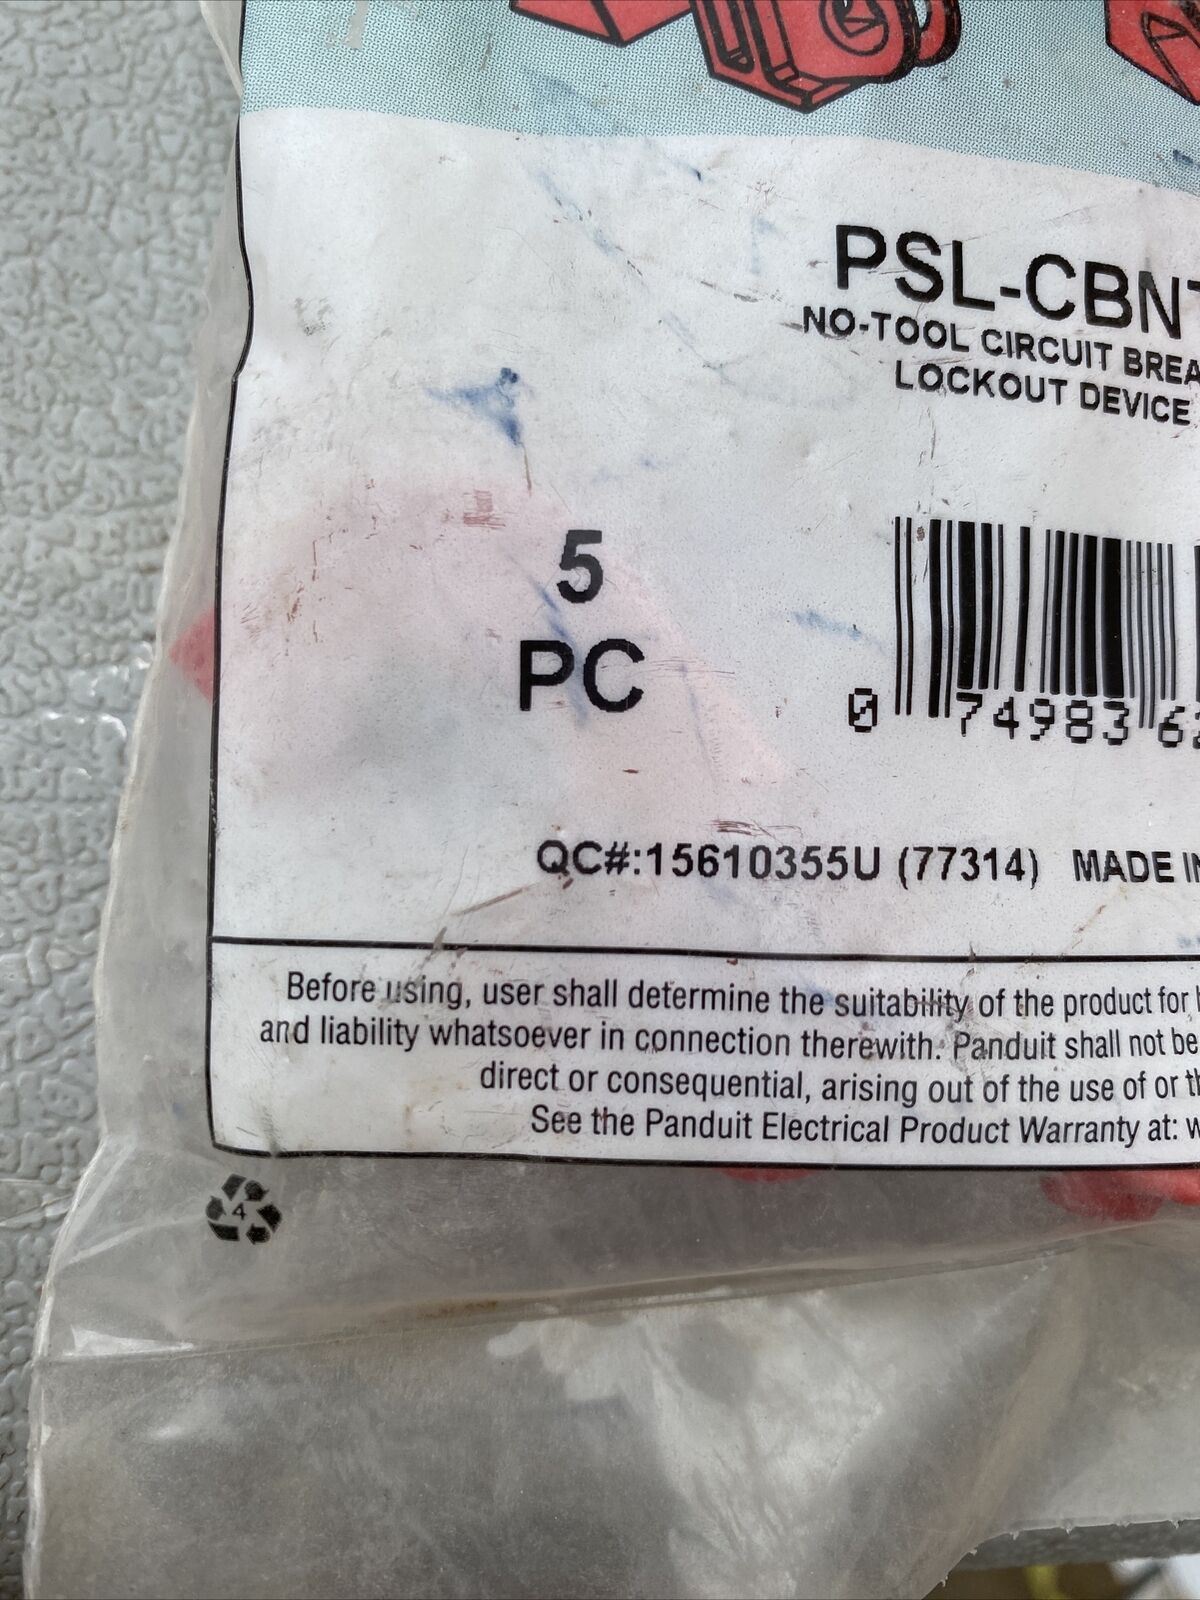 PSL-CBNT
NO-TOOL CIRCUIT BREA
LOCKOUT DEVICE
5
PC
0 74983 62
QC#:15610355U (77314) MADE IN
Before using, user shall determine the suitability of the product for
and liability whatsoever in connection therewith. Panduit shall not be
direct or consequential, arising out of the use of or th
See the Panduit Electrical Product Warranty at: w
4